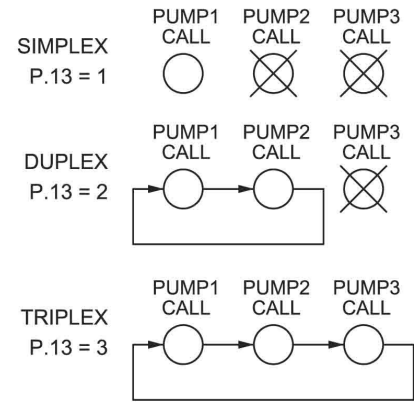 PUMP1 PUMP2 PUMP3
SIMPLEX CALL CALL CALL
P.13 = 1
PUMP1 PUMP2 PUMP3
DUPLEX CALL CALL CALL
P.13 = 2
PUMP1 PUMP2 PUMP3
TRIPLEX CALL CALL CALL
P.13 = 3